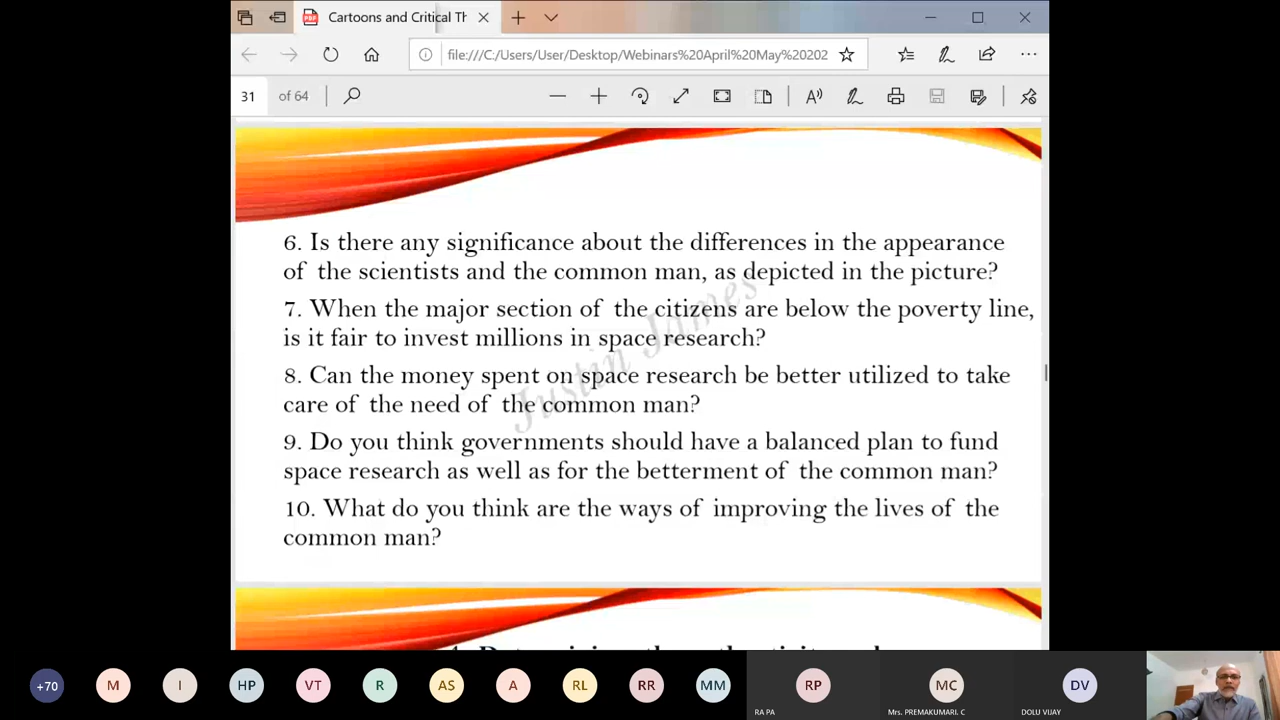 Cartoons and Critical Th
file:///C:/Users/User/Desktop/Webinars%20April%20May%20202
31 of 64
6. Is there any significance about the differences in the appearance
of the scientists and the common man, as depicted in the picture?
7. When the major section of the citizens are below the poverty line,
is it fair to invest millions in space research?
8. Can the money spent on space research be better utilized to take
care of the need of the common man?
9. Do you think governments should have a balanced plan to fund
space research as well as for the betterment of the common man?
10. What do you think are the ways of improving the lives of the
common man?
Justin James
+70 M I HP VT R AS A RL RR MM RP MC DV
RA PA Mrs. PREMAKUMARI. C DOLU VIJAY